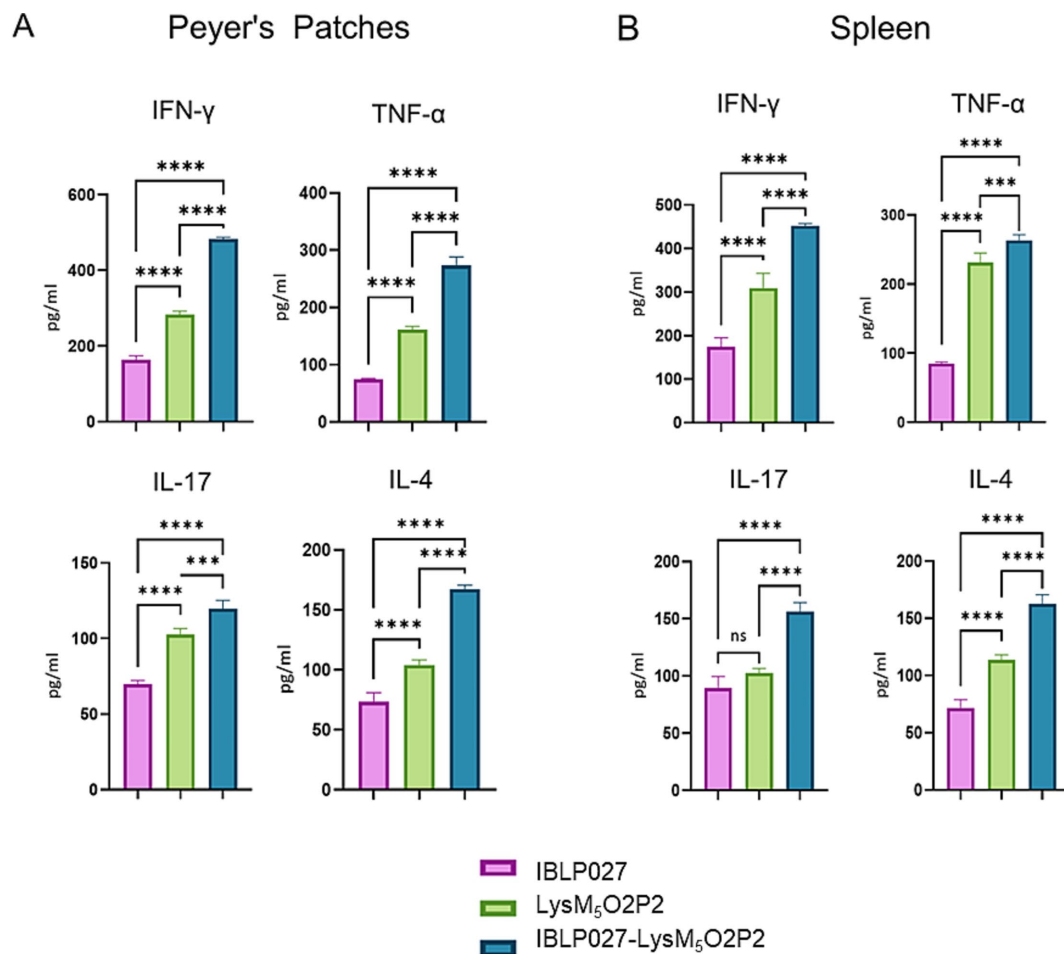 A Peyer's Patches B Spleen
IFN-γ TNF-α IFN-γ TNF-α
**** **** **** ****
**** **** **** ***
**** **** **** ****
pg/ml pg/ml pg/ml pg/ml
600 400 500 300
400 300 400 200
200 200 300 100
0 100 200 0
0 100
0
IL-17 IL-4 IL-17 IL-4
**** **** **** ****
*** **** **** ****
**** **** ns ****
pg/ml pg/ml pg/ml pg/ml
150 200 200 200
100 150 150 150
50 100 100 100
0 50 50 50
0 0 0
IBLP027
LysM₅O2P2
IBLP027-LysM₅O2P2